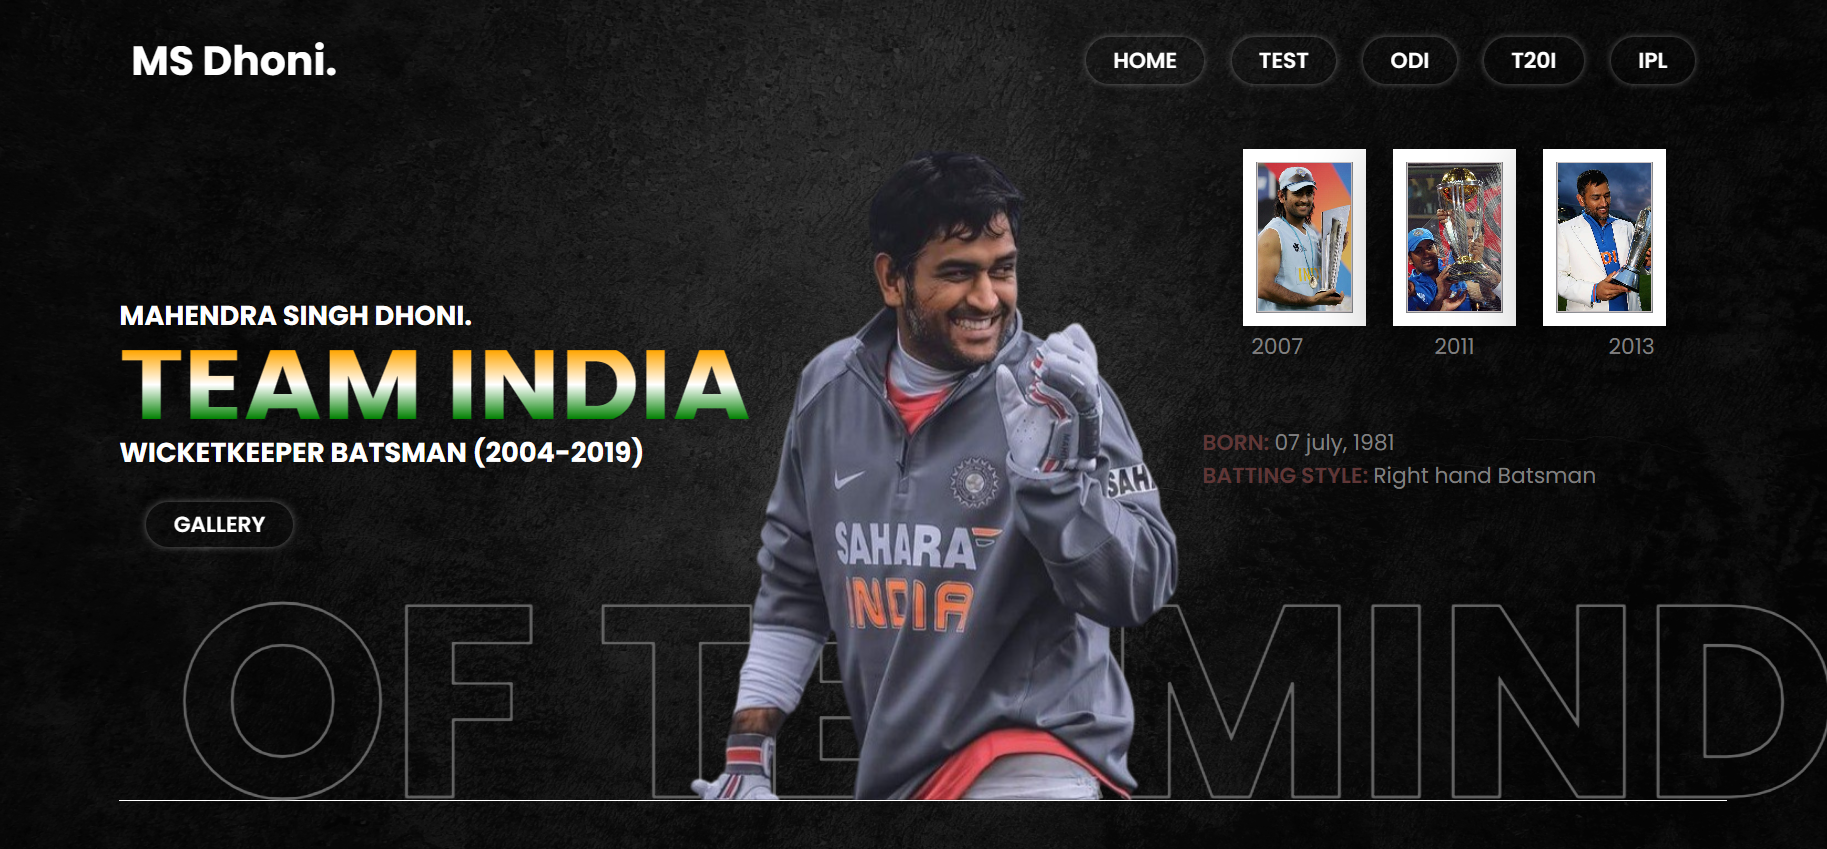 MS Dhoni.
HOME
TEST
ODI
T20I
IPL
2007
2011
2013
MAHENDRA SINGH DHONI.
TEAM INDIA
WICKETKEEPER BATSMAN (2004-2019)
GALLERY
BORN: 07 july, 1981
BATTING STYLE: Right hand Batsman
SAHARA
INDIA
SAH
OF TE MIND